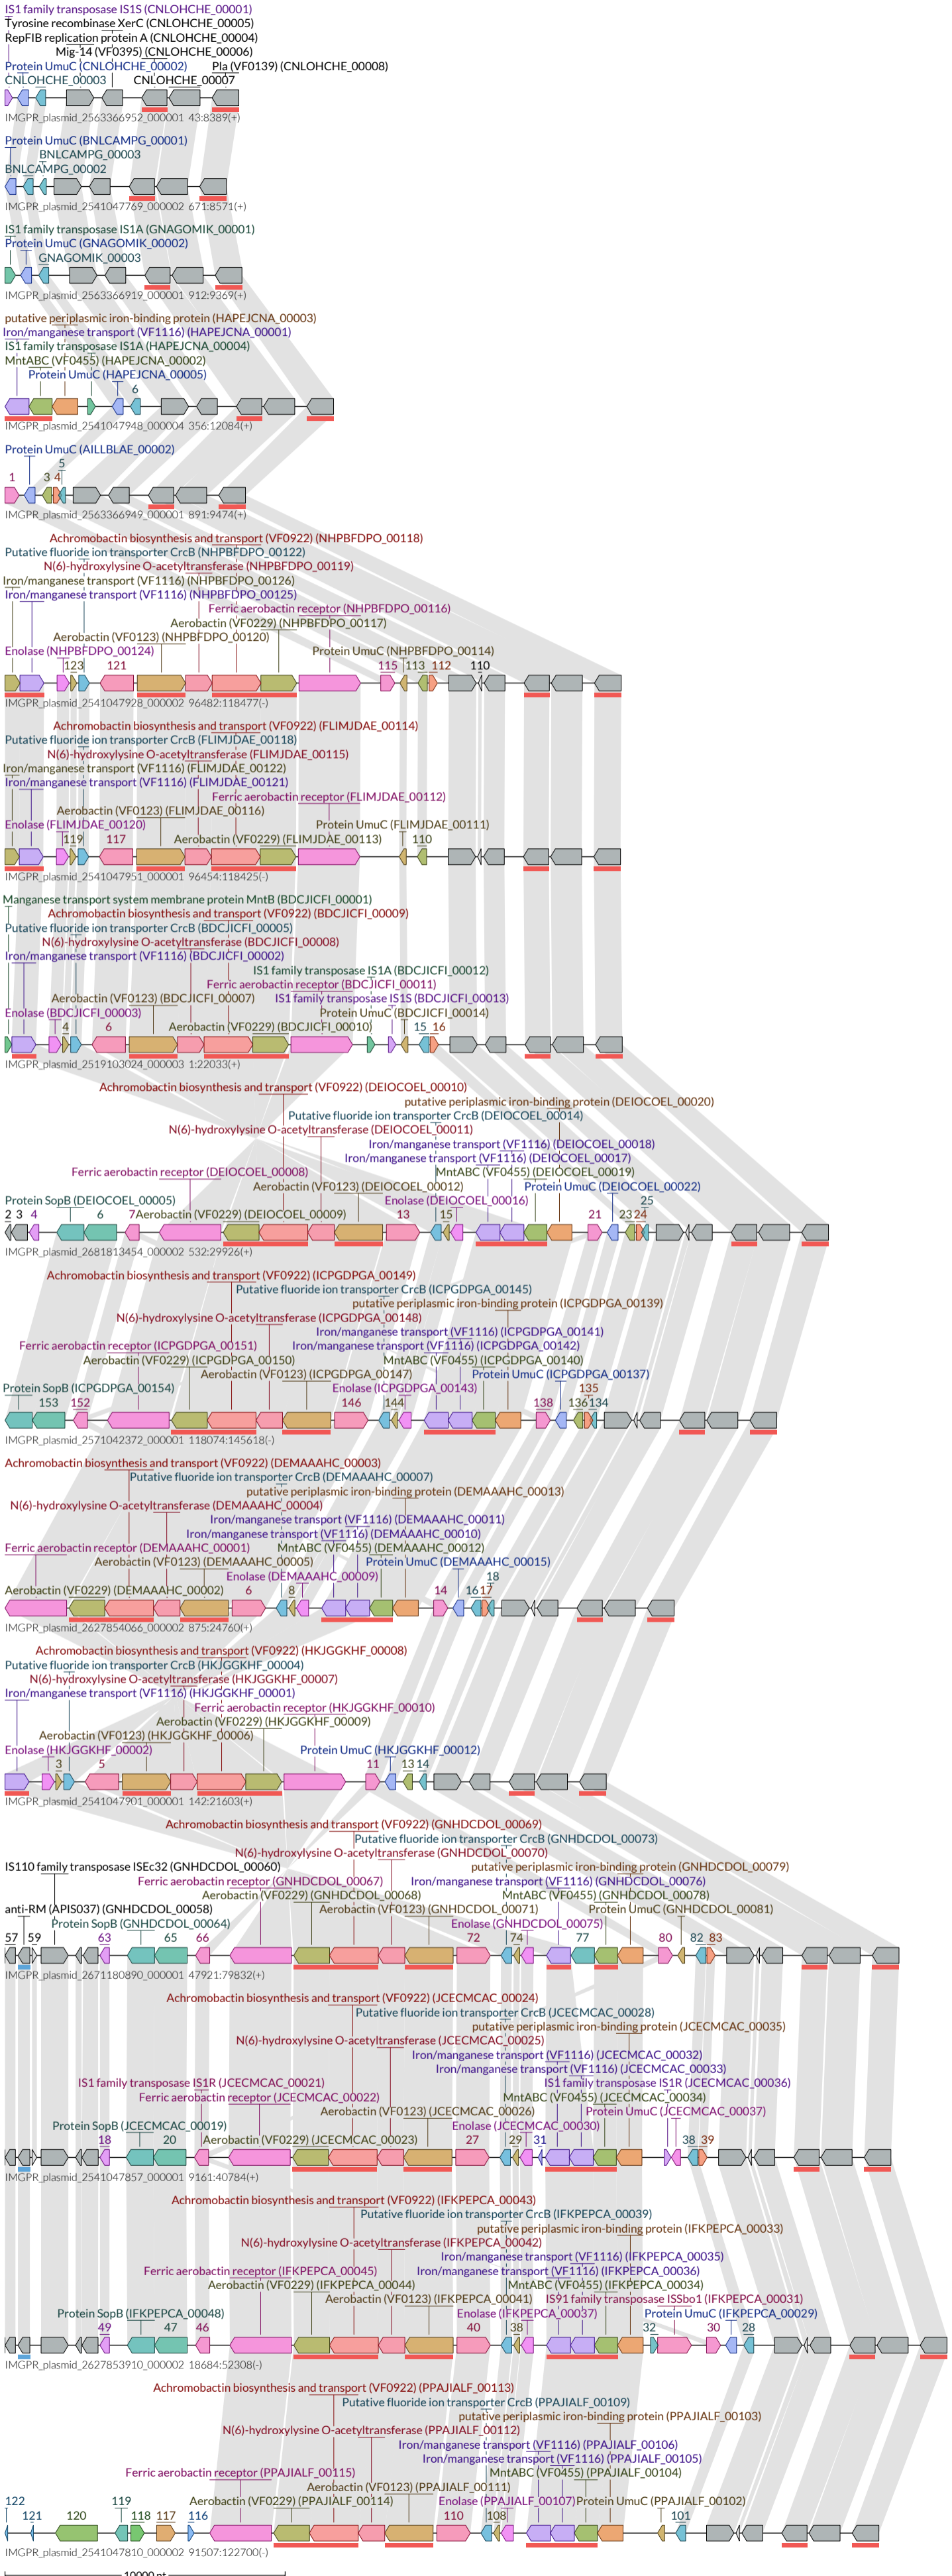 IS1 family transposase IS1S (CNLOHCHE_00001)
Tyrosine recombinase XerC (CNLOHCHE_00005)
RepFIB replication protein A (CNLOHCHE_00004)
Mig-14 (VF0395) (CNLOHCHE_00006)
Protein UmuC (CNLOHCHE_00002) Pla (VF0139) (CNLOHCHE_00008)
CNLOHCHE_00003 CNLOHCHE_00007
IMGPR_plasmid_2563366952_000001 43:8389(+)
Protein UmuC (BNLCAMPG_00001)
BNLCAMPG_00003
BNLCAMPG_00002
IMGPR_plasmid_2541047769_000002 671:8571(+)
IS1 family transposase IS1A (GNAGOMIK_00001)
Protein UmuC (GNAGOMIK_00002)
GNAGOMIK_00003
IMGPR_plasmid_2563366919_000001 912:9369(+)
putative periplasmic iron-binding protein (HAPEJCNA_00003)
Iron/manganese transport (VF1116) (HAPEJCNA_00001)
IS1 family transposase IS1A (HAPEJCNA_00004)
MntABC (VF0455) (HAPEJCNA_00002)
Protein UmuC (HAPEJCNA_00005)
6
IMGPR_plasmid_2541047948_000004 356:12084(+)
Protein UmuC (AILLBLAE_00002)
5
1 3 4
IMGPR_plasmid_2563366949_000001 891:9474(+)
Achromobactin biosynthesis and transport (VF0922) (NHPBFDPO_00118)
Putative fluoride ion transporter CrcB (NHPBFDPO_00122)
N(6)-hydroxylysine O-acetyltransferase (NHPBFDPO_00119)
Iron/manganese transport (VF1116) (NHPBFDPO_00126)
Iron/manganese transport (VF1116) (NHPBFDPO_00125)
Ferric aerobactin receptor (NHPBFDPO_00116)
Aerobactin (VF0229) (NHPBFDPO_00117)
Aerobactin (VF0123) (NHPBFDPO_00120)
Enolase (NHPBFDPO_00124) Protein UmuC (NHPBFDPO_00114)
123 121 115 113 112 110
IMGPR_plasmid_2541047928_000002 96482:118477(-)
Achromobactin biosynthesis and transport (VF0922) (FLIMJDAE_00114)
Putative fluoride ion transporter CrcB (FLIMJDAE_00118)
N(6)-hydroxylysine O-acetyltransferase (FLIMJDAE_00115)
Iron/manganese transport (VF1116) (FLIMJDAE_00122)
Iron/manganese transport (VF1116) (FLIMJDAE_00121)
Ferric aerobactin receptor (FLIMJDAE_00112)
Aerobactin (VF0123) (FLIMJDAE_00116)
Enolase (FLIMJDAE_00120) Protein UmuC (FLIMJDAE_00111)
119 117 Aerobactin (VF0229) (FLIMJDAE_00113) 110
IMGPR_plasmid_2541047951_000001 96454:118425(-)
Manganese transport system membrane protein MntB (BDCJICFI_00001)
Achromobactin biosynthesis and transport (VF0922) (BDCJICFI_00009)
Putative fluoride ion transporter CrcB (BDCJICFI_00005)
N(6)-hydroxylysine O-acetyltransferase (BDCJICFI_00008)
Iron/manganese transport (VF1116) (BDCJICFI_00002)
IS1 family transposase IS1A (BDCJICFI_00012)
Ferric aerobactin receptor (BDCJICFI_00011)
Aerobactin (VF0123) (BDCJICFI_00007) IS1 family transposase IS1S (BDCJICFI_00013)
Enolase (BDCJICFI_00003) Protein UmuC (BDCJICFI_00014)
4 6 Aerobactin (VF0229) (BDCJICFI_00010) 15 16
IMGPR_plasmid_2519103024_000003 1:22033(+)
Achromobactin biosynthesis and transport (VF0922) (DEIOCOEL_00010)
putative periplasmic iron-binding protein (DEIOCOEL_00020)
Putative fluoride ion transporter CrcB (DEIOCOEL_00014)
N(6)-hydroxylysine O-acetyltransferase (DEIOCOEL_00011)
Iron/manganese transport (VF1116) (DEIOCOEL_00018)
Iron/manganese transport (VF1116) (DEIOCOEL_00017)
Ferric aerobactin receptor (DEIOCOEL_00008) MntABC (VF0455) (DEIOCOEL_00019)
Aerobactin (VF0123) (DEIOCOEL_00012) Protein UmuC (DEIOCOEL_00022)
Protein SopB (DEIOCOEL_00005) Enolase (DEIOCOEL_00016) 25
2 3 4 6 7 Aerobactin (VF0229) (DEIOCOEL_00009) 13 15 21 23 24
IMGPR_plasmid_2681813454_000002 532:29926(+)
Achromobactin biosynthesis and transport (VF0922) (ICPGDPGA_00149)
Putative fluoride ion transporter CrcB (ICPGDPGA_00145)
putative periplasmic iron-binding protein (ICPGDPGA_00139)
N(6)-hydroxylysine O-acetyltransferase (ICPGDPGA_00148)
Iron/manganese transport (VF1116) (ICPGDPGA_00141)
Ferric aerobactin receptor (ICPGDPGA_00151) Iron/manganese transport (VF1116) (ICPGDPGA_00142)
Aerobactin (VF0229) (ICPGDPGA_00150) MntABC (VF0455) (ICPGDPGA_00140)
Aerobactin (VF0123) (ICPGDPGA_00147) Protein UmuC (ICPGDPGA_00137)
Protein SopB (ICPGDPGA_00154) Enolase (ICPGDPGA_00143) 135
153 152 146 144 138 136 134
IMGPR_plasmid_2571042372_000001 118074:145618(-)
Achromobactin biosynthesis and transport (VF0922) (DEMAAAHC_00003)
Putative fluoride ion transporter CrcB (DEMAAAHC_00007)
putative periplasmic iron-binding protein (DEMAAAHC_00013)
N(6)-hydroxylysine O-acetyltransferase (DEMAAAHC_00004)
Iron/manganese transport (VF1116) (DEMAAAHC_00011)
Iron/manganese transport (VF1116) (DEMAAAHC_00010)
Ferric aerobactin receptor (DEMAAAHC_00001) MntABC (VF0455) (DEMAAAHC_00012)
Aerobactin (VF0123) (DEMAAAHC_00005) Protein UmuC (DEMAAAHC_00015)
Enolase (DEMAAAHC_00009) 18
Aerobactin (VF0229) (DEMAAAHC_00002) 6 8 14 16 17
IMGPR_plasmid_2627854066_000002 875:24760(+)
Achromobactin biosynthesis and transport (VF0922) (HKJGGKHF_00008)
Putative fluoride ion transporter CrcB (HKJGGKHF_00004)
N(6)-hydroxylysine O-acetyltransferase (HKJGGKHF_00007)
Iron/manganese transport (VF1116) (HKJGGKHF_00001)
Ferric aerobactin receptor (HKJGGKHF_00010)
Aerobactin (VF0229) (HKJGGKHF_00009)
Aerobactin (VF0123) (HKJGGKHF_00006)
Enolase (HKJGGKHF_00002) Protein UmuC (HKJGGKHF_00012)
3 5 11 13 14
IMGPR_plasmid_2541047901_000001 142:21603(+)
Achromobactin biosynthesis and transport (VF0922) (GNHDCDOL_00069)
Putative fluoride ion transporter CrcB (GNHDCDOL_00073)
N(6)-hydroxylysine O-acetyltransferase (GNHDCDOL_00070)
IS110 family transposase ISEc32 (GNHDCDOL_00060) putative periplasmic iron-binding protein (GNHDCDOL_00079)
Ferric aerobactin receptor (GNHDCDOL_00067) Iron/manganese transport (VF1116) (GNHDCDOL_00076)
Aerobactin (VF0229) (GNHDCDOL_00068) MntABC (VF0455) (GNHDCDOL_00078)
anti-RM (APIS037) (GNHDCDOL_00058) Aerobactin (VF0123) (GNHDCDOL_00071) Protein UmuC (GNHDCDOL_00081)
Protein SopB (GNHDCDOL_00064) Enolase (GNHDCDOL_00075)
57 59 63 65 66 72 74 77 80 82 83
IMGPR_plasmid_2671180890_000001 47921:79832(+)
Achromobactin biosynthesis and transport (VF0922) (JCECMCAC_00024)
Putative fluoride ion transporter CrcB (JCECMCAC_00028)
putative periplasmic iron-binding protein (JCECMCAC_00035)
N(6)-hydroxylysine O-acetyltransferase (JCECMCAC_00025)
Iron/manganese transport (VF1116) (JCECMCAC_00032)
Iron/manganese transport (VF1116) (JCECMCAC_00033)
IS1 family transposase IS1R (JCECMCAC_00021) IS1 family transposase IS1R (JCECMCAC_00036)
Ferric aerobactin receptor (JCECMCAC_00022) MntABC (VF0455) (JCECMCAC_00034)
Aerobactin (VF0123) (JCECMCAC_00026) Protein UmuC (JCECMCAC_00037)
Protein SopB (JCECMCAC_00019) Enolase (JCECMCAC_00030)
18 20 Aerobactin (VF0229) (JCECMCAC_00023) 27 29 31 38 39
IMGPR_plasmid_2541047857_000001 9161:40784(+)
Achromobactin biosynthesis and transport (VF0922) (IFKPEPCA_00043)
Putative fluoride ion transporter CrcB (IFKPEPCA_00039)
putative periplasmic iron-binding protein (IFKPEPCA_00033)
N(6)-hydroxylysine O-acetyltransferase (IFKPEPCA_00042)
Iron/manganese transport (VF1116) (IFKPEPCA_00035)
Ferric aerobactin receptor (IFKPEPCA_00045) Iron/manganese transport (VF1116) (IFKPEPCA_00036)
Aerobactin (VF0229) (IFKPEPCA_00044) MntABC (VF0455) (IFKPEPCA_00034)
Aerobactin (VF0123) (IFKPEPCA_00041) IS91 family transposase ISSbo1 (IFKPEPCA_00031)
Protein SopB (IFKPEPCA_00048) Enolase (IFKPEPCA_00037) Protein UmuC (IFKPEPCA_00029)
49 47 46 40 38 32 30 28
IMGPR_plasmid_2627853910_000002 18684:52308(-)
Achromobactin biosynthesis and transport (VF0922) (PPAJIALF_00113)
Putative fluoride ion transporter CrcB (PPAJIALF_00109)
putative periplasmic iron-binding protein (PPAJIALF_00103)
N(6)-hydroxylysine O-acetyltransferase (PPAJIALF_00112)
Iron/manganese transport (VF1116) (PPAJIALF_00106)
Iron/manganese transport (VF1116) (PPAJIALF_00105)
Ferric aerobactin receptor (PPAJIALF_00115) MntABC (VF0455) (PPAJIALF_00104)
Aerobactin (VF0123) (PPAJIALF_00111)
122 119 Aerobactin (VF0229) (PPAJIALF_00114) Enolase (PPAJIALF_00107) Protein UmuC (PPAJIALF_00102)
121 120 118 117 116 110 108 101
IMGPR_plasmid_2541047810_000002 91507:122700(-)
10000 nt